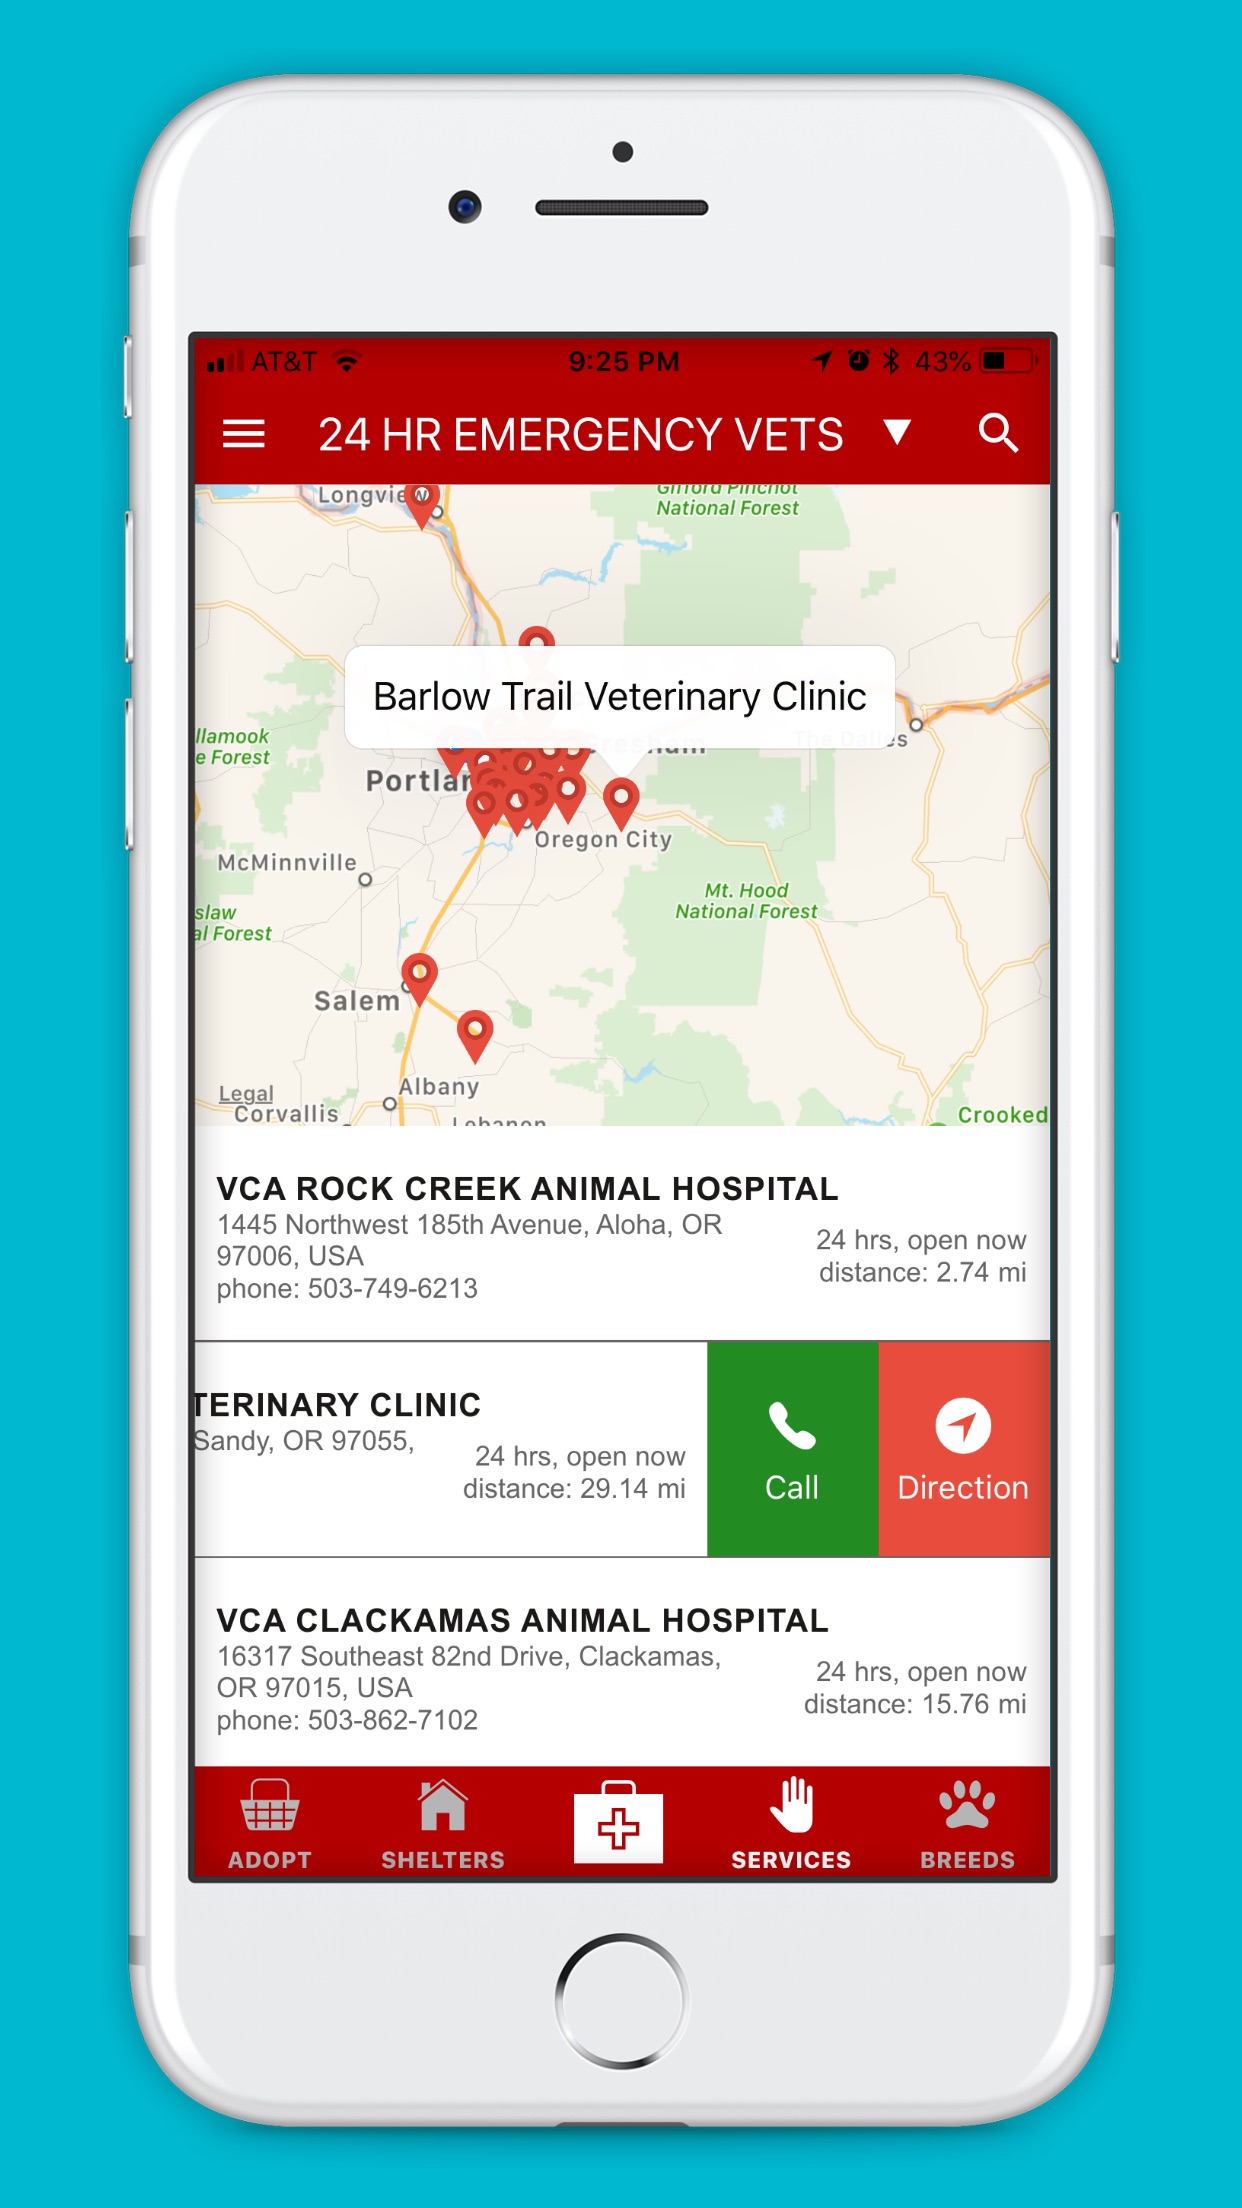 AT&T
9:25 PM
43%
24 HR EMERGENCY VETS
Longview
Gifford Pinchot
National Forest
Barlow Trail Veterinary Clinic
llamook
e Forest
Gresham
The Dalles
Portlan
Oregon City
McMinnville
Mt. Hood
National Forest
slaw
al Forest
Salem
Albany
Legal
Corvallis
Lebanon
Crooked
VCA ROCK CREEK ANIMAL HOSPITAL
1445 Northwest 185th Avenue, Aloha, OR
97006, USA
phone: 503-749-6213
24 hrs, open now
distance: 2.74 mi
TERINARY CLINIC
Sandy, OR 97055,
24 hrs, open now
distance: 29.14 mi
Call
Direction
VCA CLACKAMAS ANIMAL HOSPITAL
16317 Southeast 82nd Drive, Clackamas,
OR 97015, USA
phone: 503-862-7102
24 hrs, open now
distance: 15.76 mi
ADOPT
SHELTERS
SERVICES
BREEDS